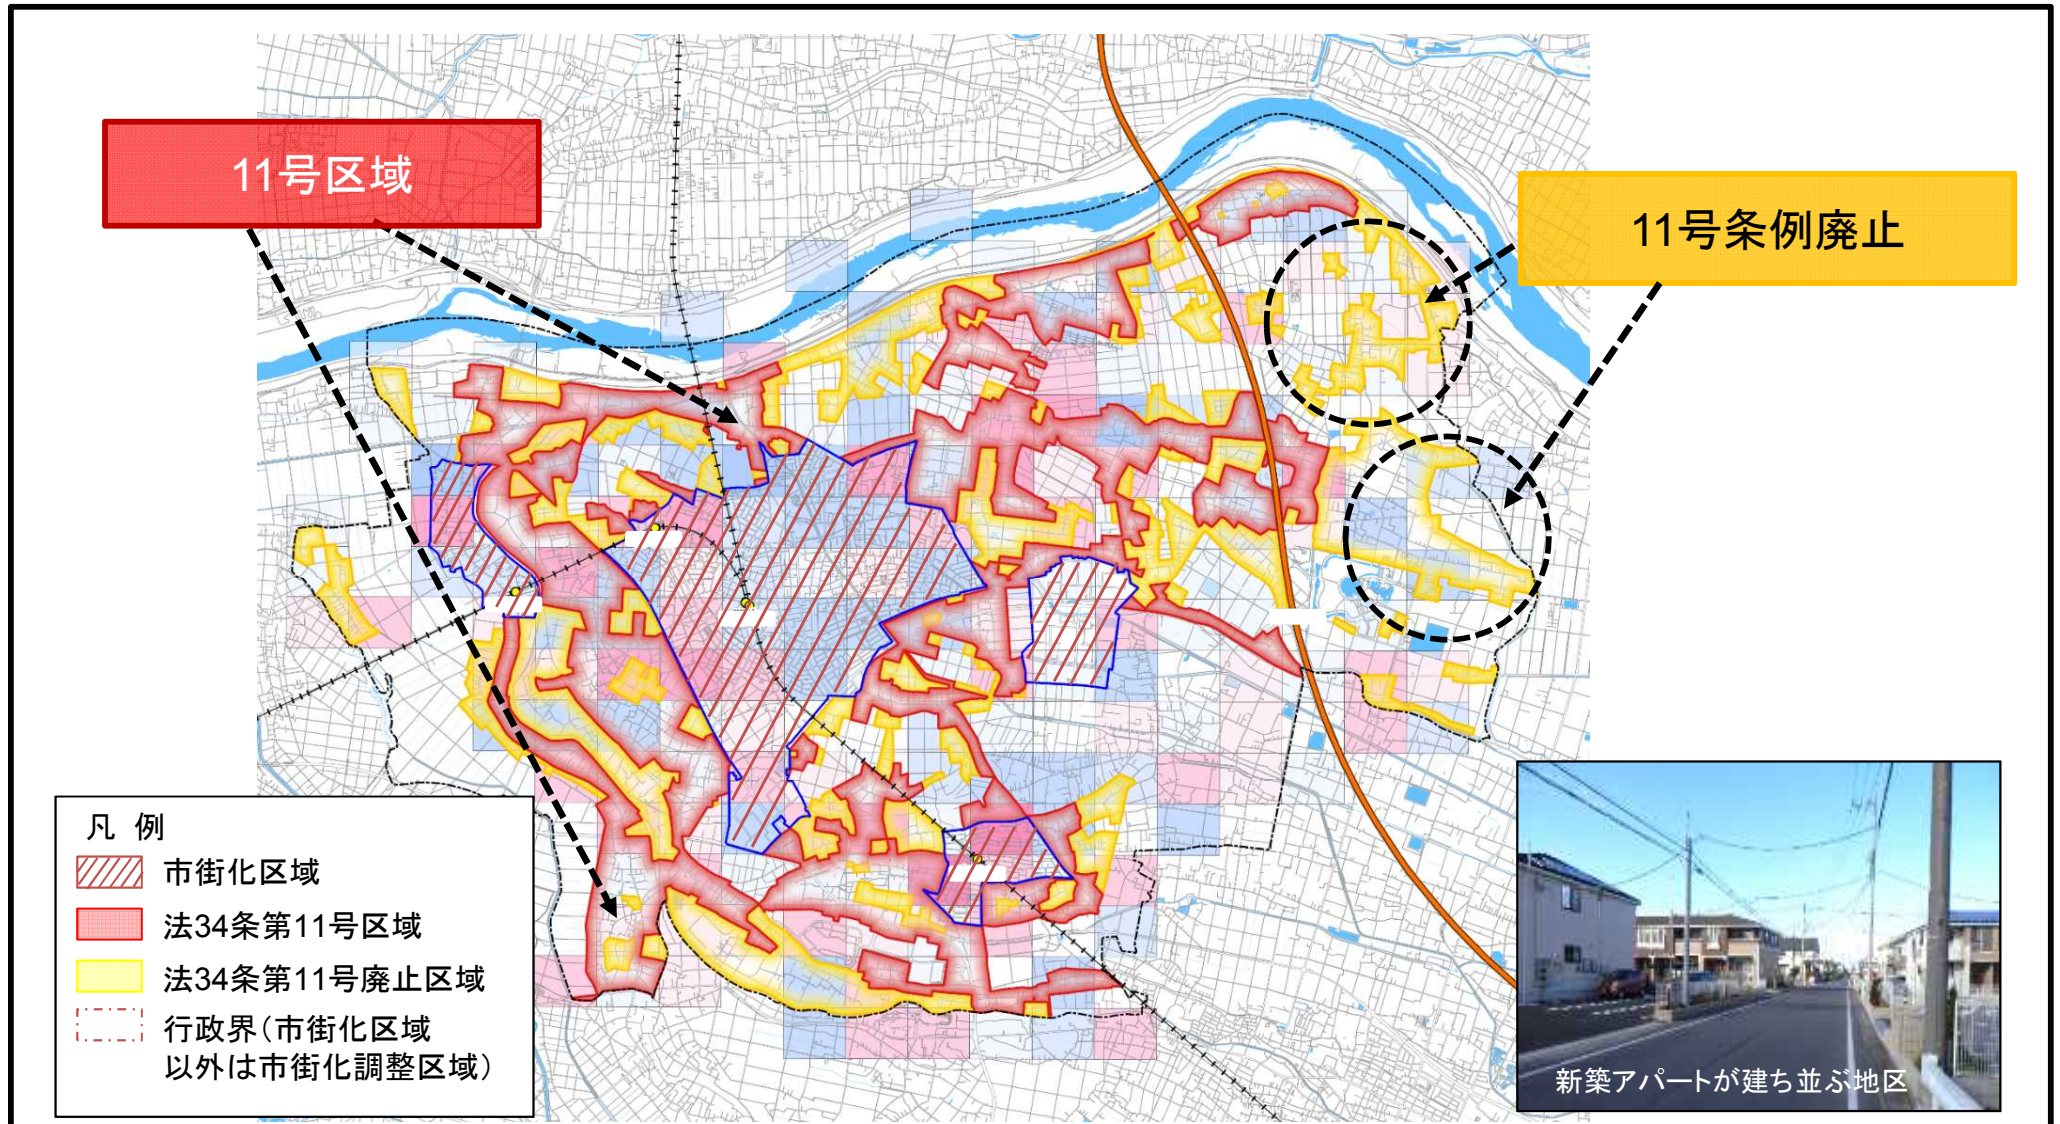 11号区域
11号条例廃止
凡 例
市街化区域
法34条第11号区域
法34条第11号廃止区域
行政界（市街化区域
以外は市街化調整区域）
新築アパートが建ち並ぶ地区